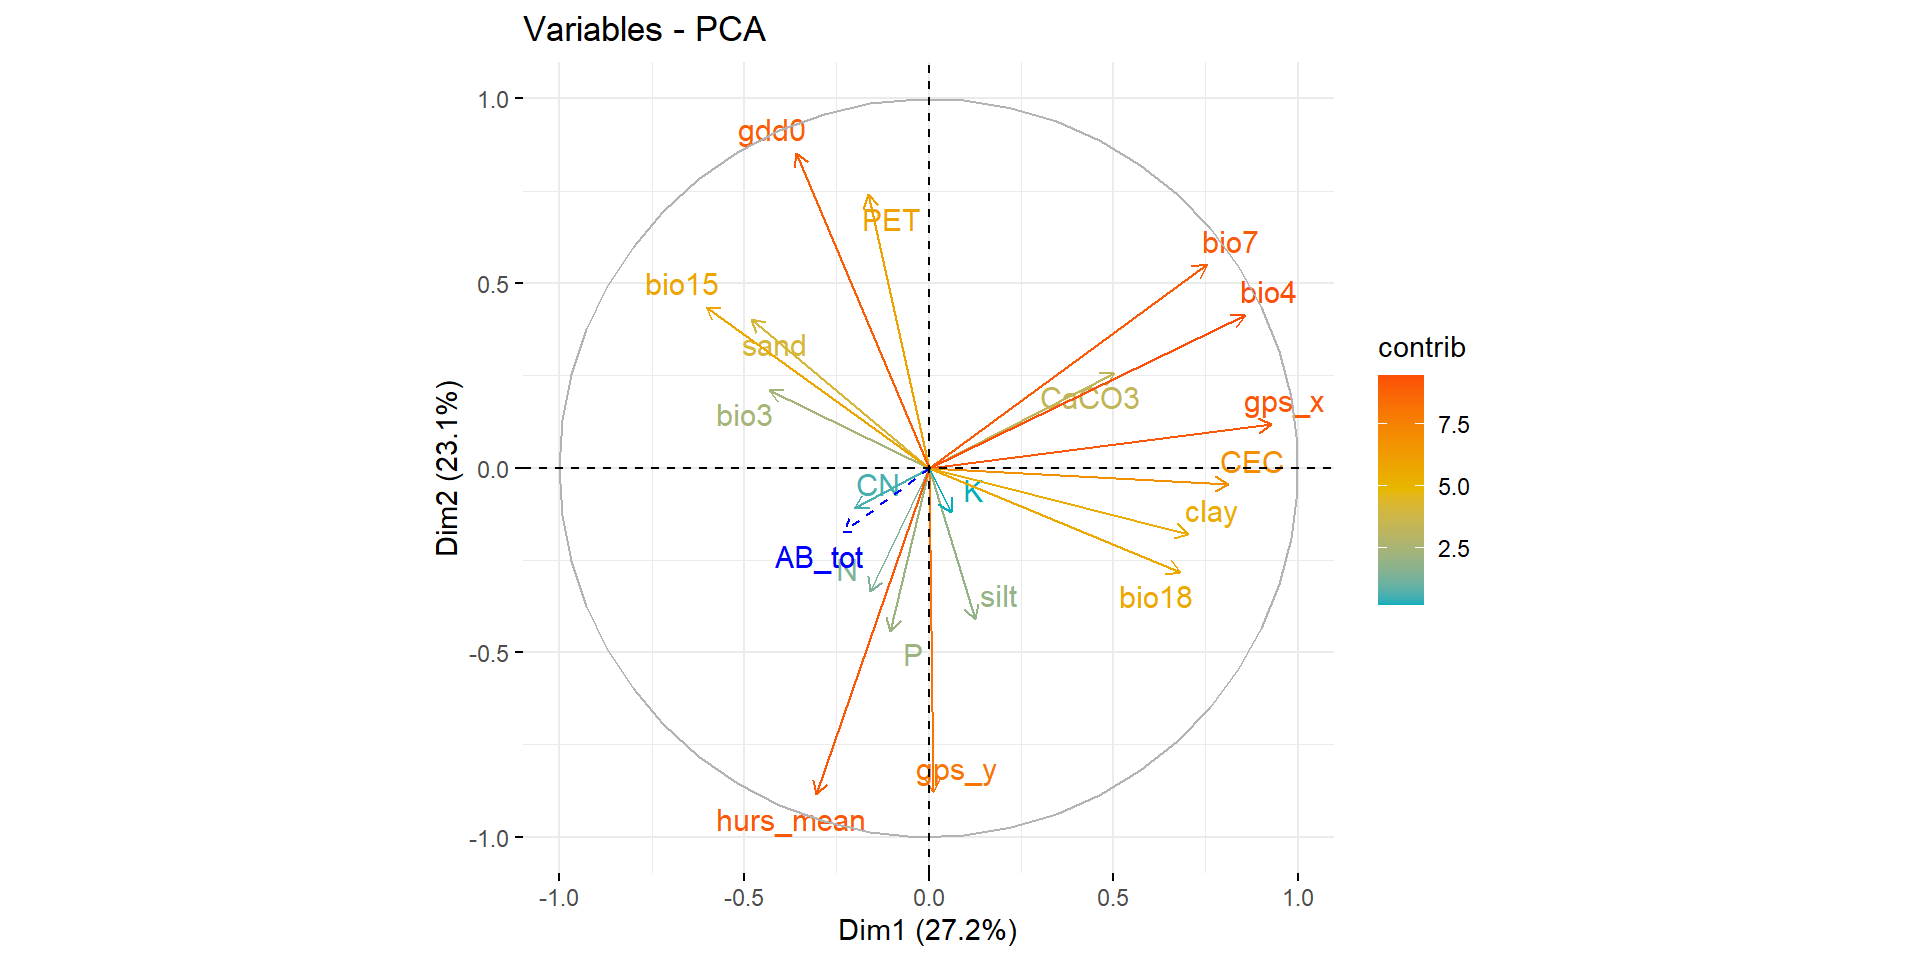 Variables - PCA
1.0
0.5
0.0
-0.5
-1.0
Dim2 (23.1%)
gdd0
PET
bio7
bio15
bio4
sand
CaCO3
gps_x
bio3
CEC
CN
K
clay
AB_tot
N
silt
bio18
P
gps_y
hurs_mean
-1.0
-0.5
0.0
0.5
1.0
Dim1 (27.2%)
contrib
7.5
5.0
2.5